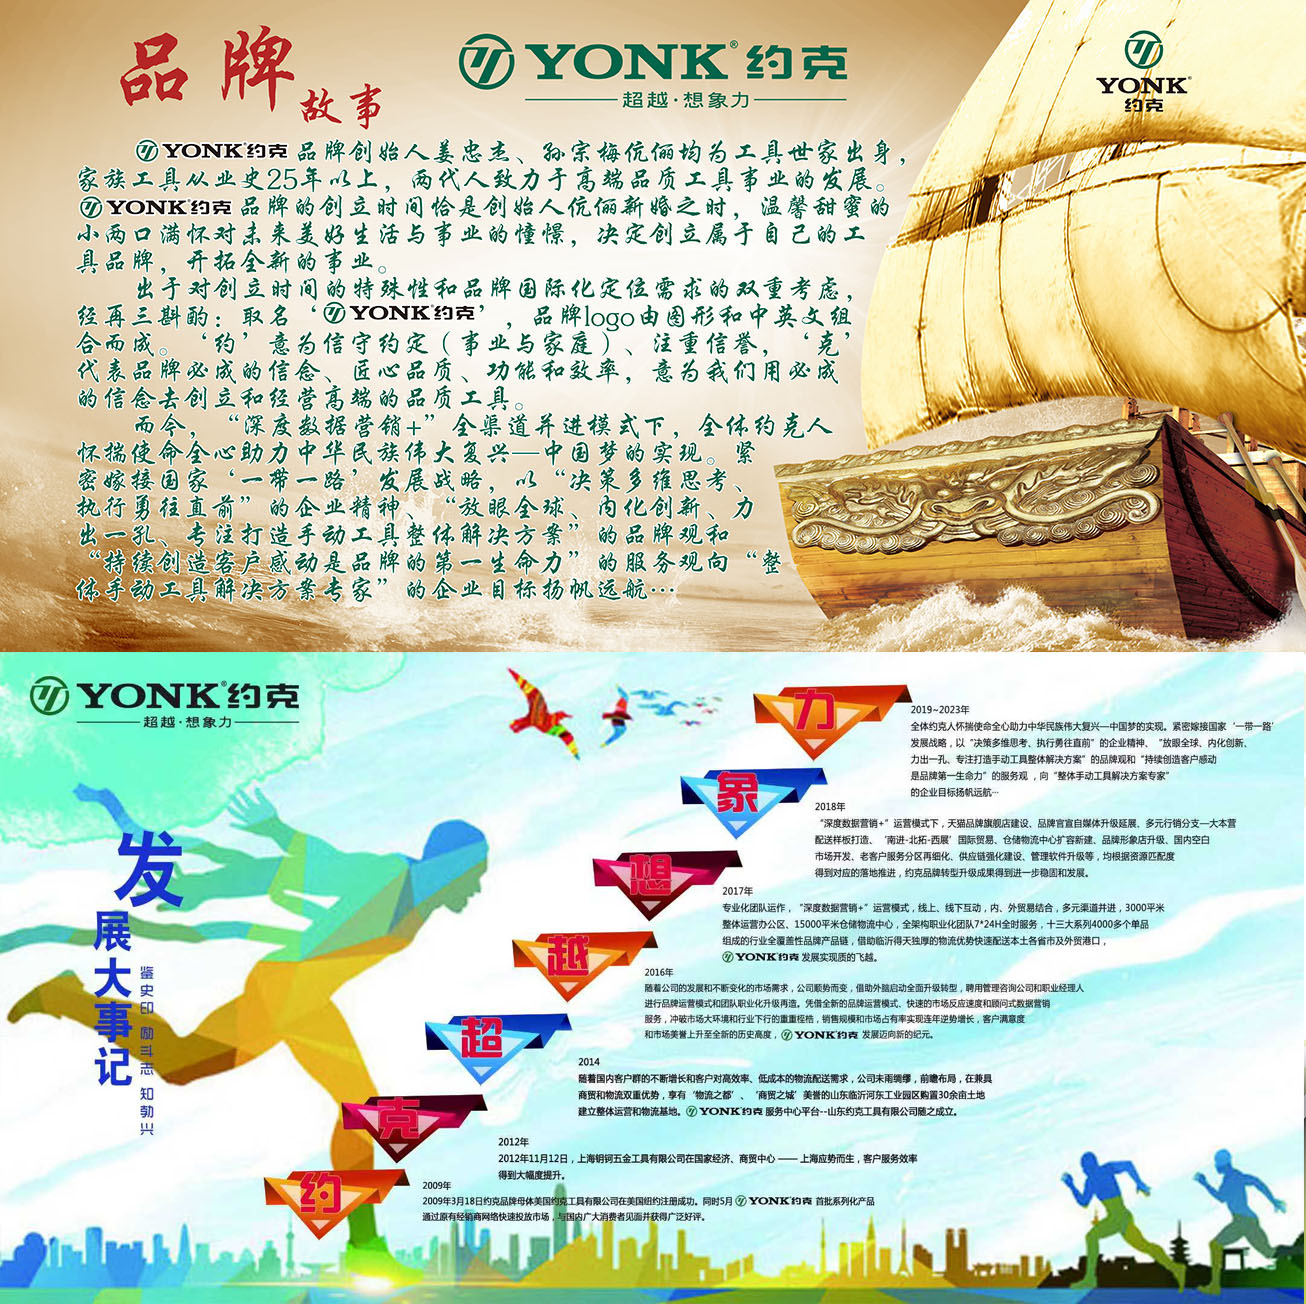 品牌
故事
YONK®约克
超越·想象力
YONK®
约克
YONK®约克 品牌创始人姜忠杰、孙宗梅伉俪均为工具世家出身，
家族工具从业史25年以上，两代人致力于高端品质工具事业的发展。
YONK®约克 品牌的创立时间恰是创始人伉俪新婚之时，温馨甜蜜的
小两口满怀对未来美好生活与事业的憧憬，决定创立属于自己的工
具品牌，开拓全新的事业。
出于对创立时间的特殊性和品牌国际化定位需求的双重考虑，
经再三斟酌：取名‘YONK®约克’，品牌logo由图形和中英文组
合而成。‘约’意为信守约定（事业与家庭）、注重信誉，‘克’
代表品牌必成的信念、匠心品质、功能和效率，意为我们用必成
的信念去创立和经营高端的品质工具。
而今，“深度数据营销+”全渠道并进模式下，全体约克人
怀揣使命全心助力中华民族伟大复兴—中国梦的实现。紧
密嫁接国家‘一带一路’发展战略，以“决策多维思考、
执行勇往直前”的企业精神、“放眼全球、内化创新、力
出一孔、专注打造手动工具整体解决方案”的品牌观和
“持续创造客户感动是品牌的第一生命力”的服务观向“整
体手动工具解决方案专家”的企业目标扬帆远航…
YONK®约克
超越·想象力
发
展大事记
鉴史印 励斗志 知勃兴
力
2019~2023年
全体约克人怀揣使命全心助力中华民族伟大复兴—中国梦的实现。紧密嫁接国家‘一带一路’
发展战略，以“决策多维思考、执行勇往直前”的企业精神、“放眼全球、内化创新、
力出一孔、专注打造手动工具整体解决方案”的品牌观和“持续创造客户感动
是品牌第一生命力”的服务观，向“整体手动工具解决方案专家”
的企业目标扬帆远航…
象
2018年
“深度数据营销+”运营模式下，天猫品牌旗舰店建设、品牌官宣自媒体升级延展、多元行销分支—大本营
配送样板打造、‘南进-北拓-西展’国际贸易、仓储物流中心扩容新建、品牌形象店升级、国内空白
市场开发、老客户服务分区再细化、供应链强化建设、管理软件升级等，均根据资源匹配度
得到对应的落地推进，约克品牌转型升级成果得到进一步稳固和发展。
想
2017年
专业化团队运作，“深度数据营销+”运营模式，线上、线下互动，内、外贸易结合，多元渠道并进，3000平米
整体运营办公区、15000平米仓储物流中心，全架构职业化团队7*24H全时服务，十三大系列4000多个单品
组成的行业全覆盖性品牌产品链，借助临沂得天独厚的物流优势快速配送本土各省市及外贸港口，
YONK®约克 发展实现质的飞越。
越
2016年
随着公司的发展和不断变化的市场需求，公司顺势而变，借助外脑启动全面升级转型，聘用管理咨询公司和职业经理人
进行品牌运营模式和团队职业化升级再造。凭借全新的品牌运营模式、快速的市场反应速度和顾问式数据营销
服务，冲破市场大环境和行业下行的重重桎梏，销售规模和市场占有率实现连年逆势增长，客户满意度
和市场美誉上升至全新的历史高度，YONK®约克 发展迈向新的纪元。
超
2014
随着国内客户群的不断增长和客户对高效率、低成本的物流配送需求，公司未雨绸缪，前瞻布局，在兼具
商贸和物流双重优势，享有‘物流之都’、‘商贸之城’美誉的山东临沂河东工业园区购置30余亩土地
建立整体运营和物流基地。YONK®约克 服务中心平台--山东约克工具有限公司随之成立。
克
2012年
2012年11月12日，上海钥钶五金工具有限公司在国家经济、商贸中心 —— 上海应势而生，客户服务效率
得到大幅度提升。
约
2009年
2009年3月18日约克品牌母体美国约克工具有限公司在美国纽约注册成功。同时5月 YONK®约克 首批系列化产品
通过原有经销商网络快速投放市场，与国内广大消费者见面并获得广泛好评。